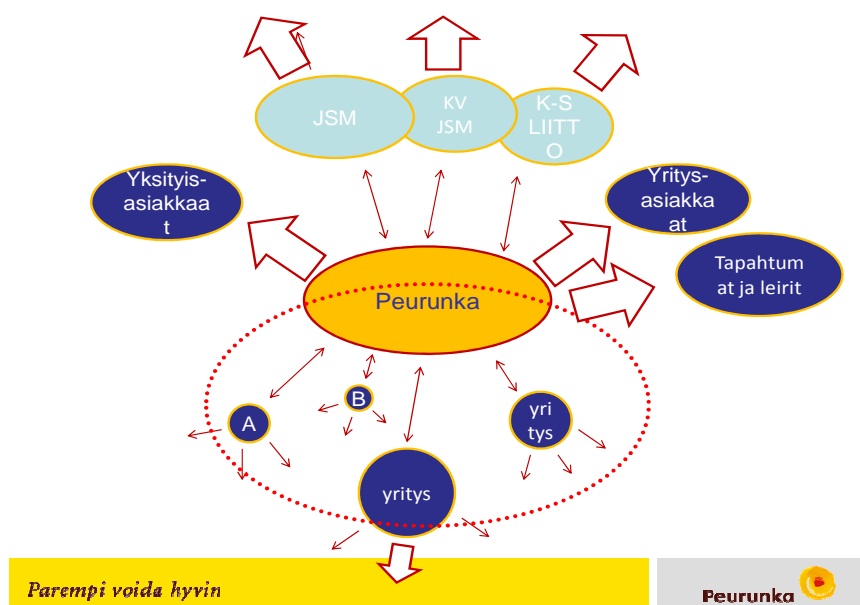 JSM
KV
JSM
K-S
LIITT
O
Yksityis-
asiakkaa
t
Yritys-
asiakka
at
Tapahtum
at ja leirit
Peurunka
A
B
yri
tys
yritys
Parempi voida hyvin
Peurunka